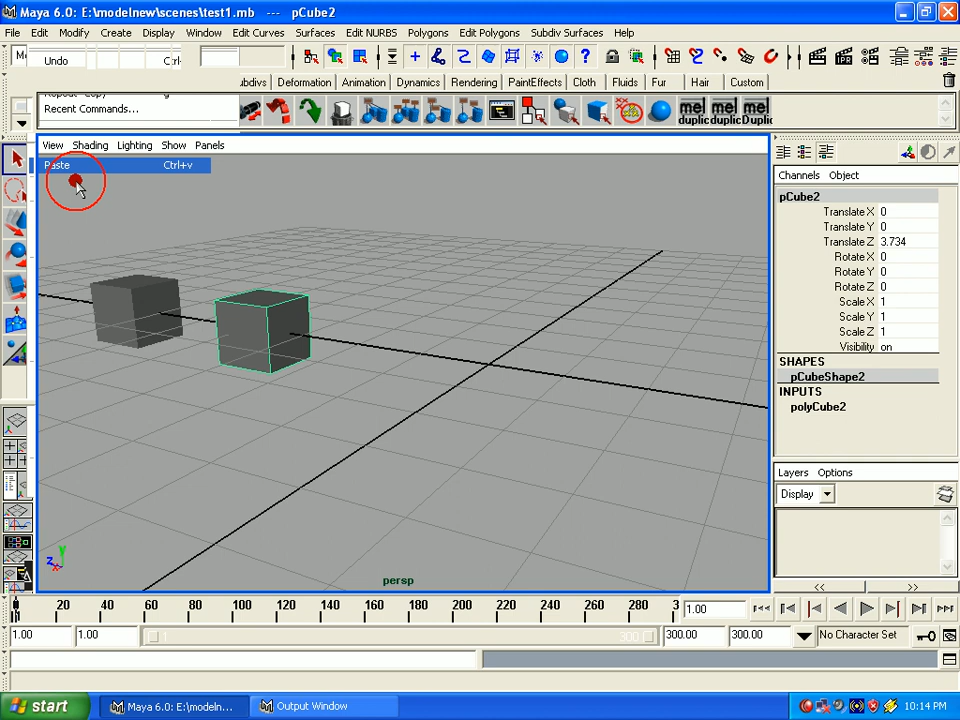 Maya 6.0: E:\modelnew\scenes\test1.mb --- pCube2
File Edit Modify Create Display Window Edit Curves Surfaces Edit NURBS Polygons Edit Polygons Subdiv Surfaces Help
Undo
ubdivs Deformation Animation Dynamics Rendering PaintEffects Cloth Fluids Fur Hair Custom
Recent Commands...
mel mel mel
duplic duplic Duplic
View Shading Lighting Show Panels
Paste Ctrl+v
persp
y
z
x
Channels Object
pCube2
Translate X 0
Translate Y 0
Translate Z 3.734
Rotate X 0
Rotate Y 0
Rotate Z 0
Scale X 1
Scale Y 1
Scale Z 1
Visibility on
SHAPES
pCubeShape2
INPUTS
polyCube2
Layers Options
Display
<< >>
20 40 60 80 100 120 140 160 180 200 220 240 260 280 3
1.00
1.00 1.00 300 300.00 300.00 No Character Set
start Maya 6.0: E:\modeln... Output Window 10:14 PM